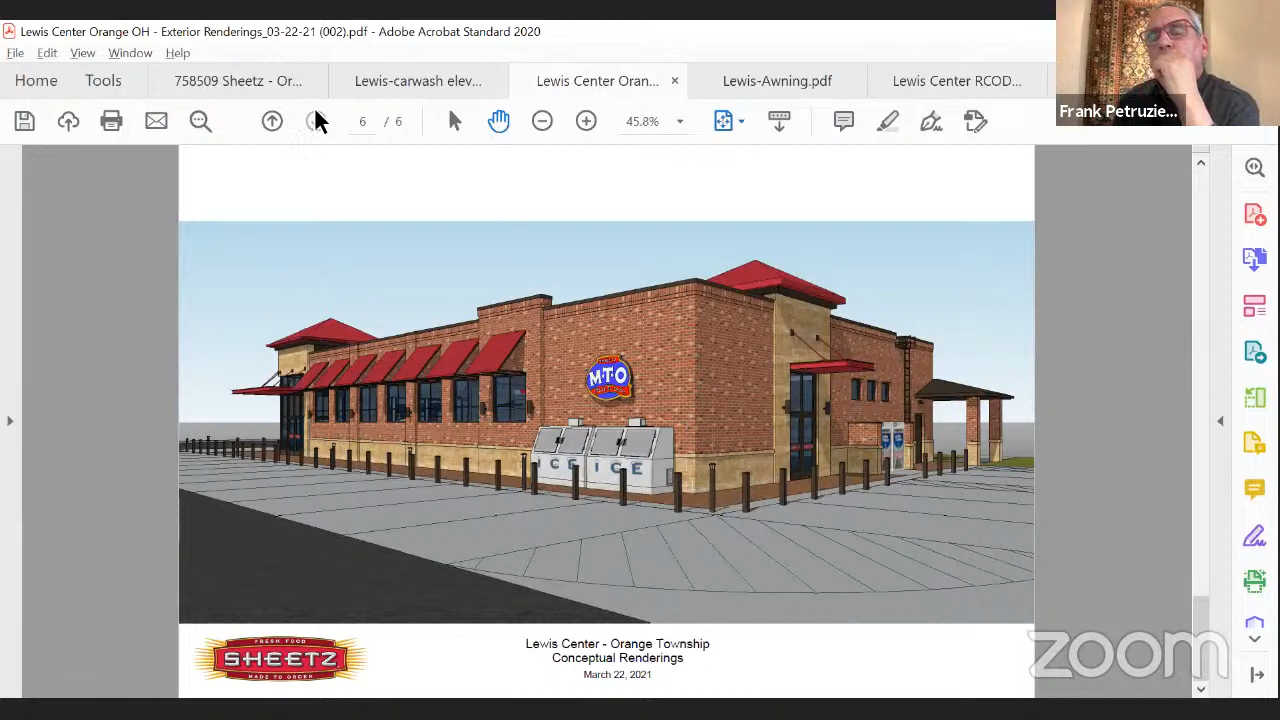 Lewis Center Orange OH - Exterior Renderings_03-22-21 (002).pdf - Adobe Acrobat Standard 2020
File Edit View Window Help
Home Tools 758509 Sheetz - Or... Lewis-carwash elev... Lewis Center Oran... × Lewis-Awning.pdf Lewis Center RCOD...
6 / 6 45.8%
Frank Petruzie...
M·T·O
ICE ICE
FRESH FOOD
SHEETZ
MADE TO ORDER
Lewis Center - Orange Township
Conceptual Renderings
March 22, 2021
zoom